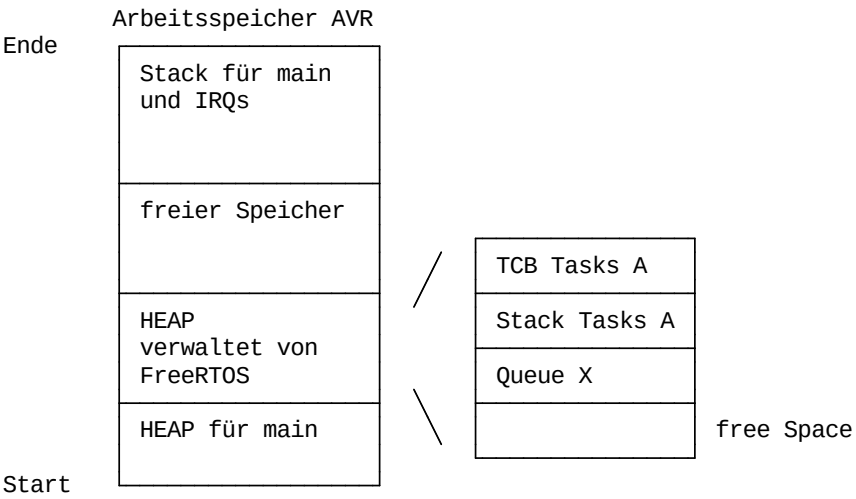 Arbeitsspeicher AVR
Ende
Stack für main
und IRQs
freier Speicher
HEAP
verwaltet von
FreeRTOS
HEAP für main
Start
TCB Tasks A
Stack Tasks A
Queue X
free Space